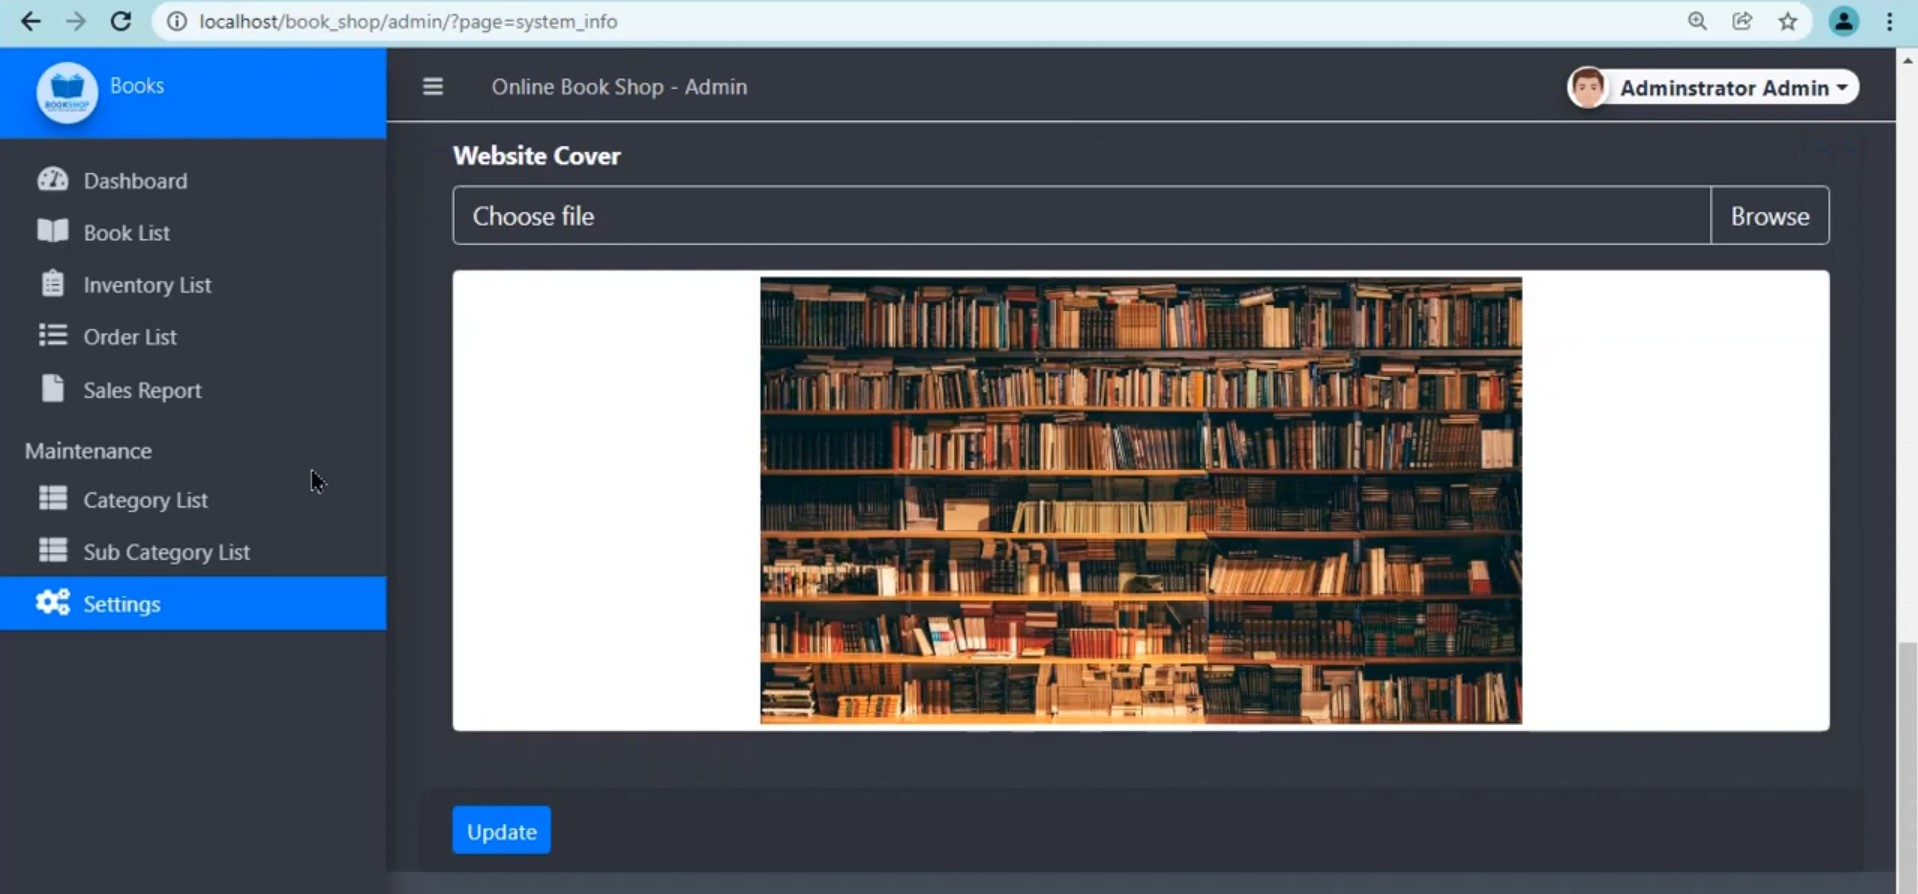 localhost/book_shop/admin/?page=system_info
BOOKSHOP
Books
Online Book Shop - Admin
Adminstrator Admin
Dashboard
Book List
Inventory List
Order List
Sales Report
Maintenance
Category List
Sub Category List
Settings
Website Cover
Choose file
Browse
Update